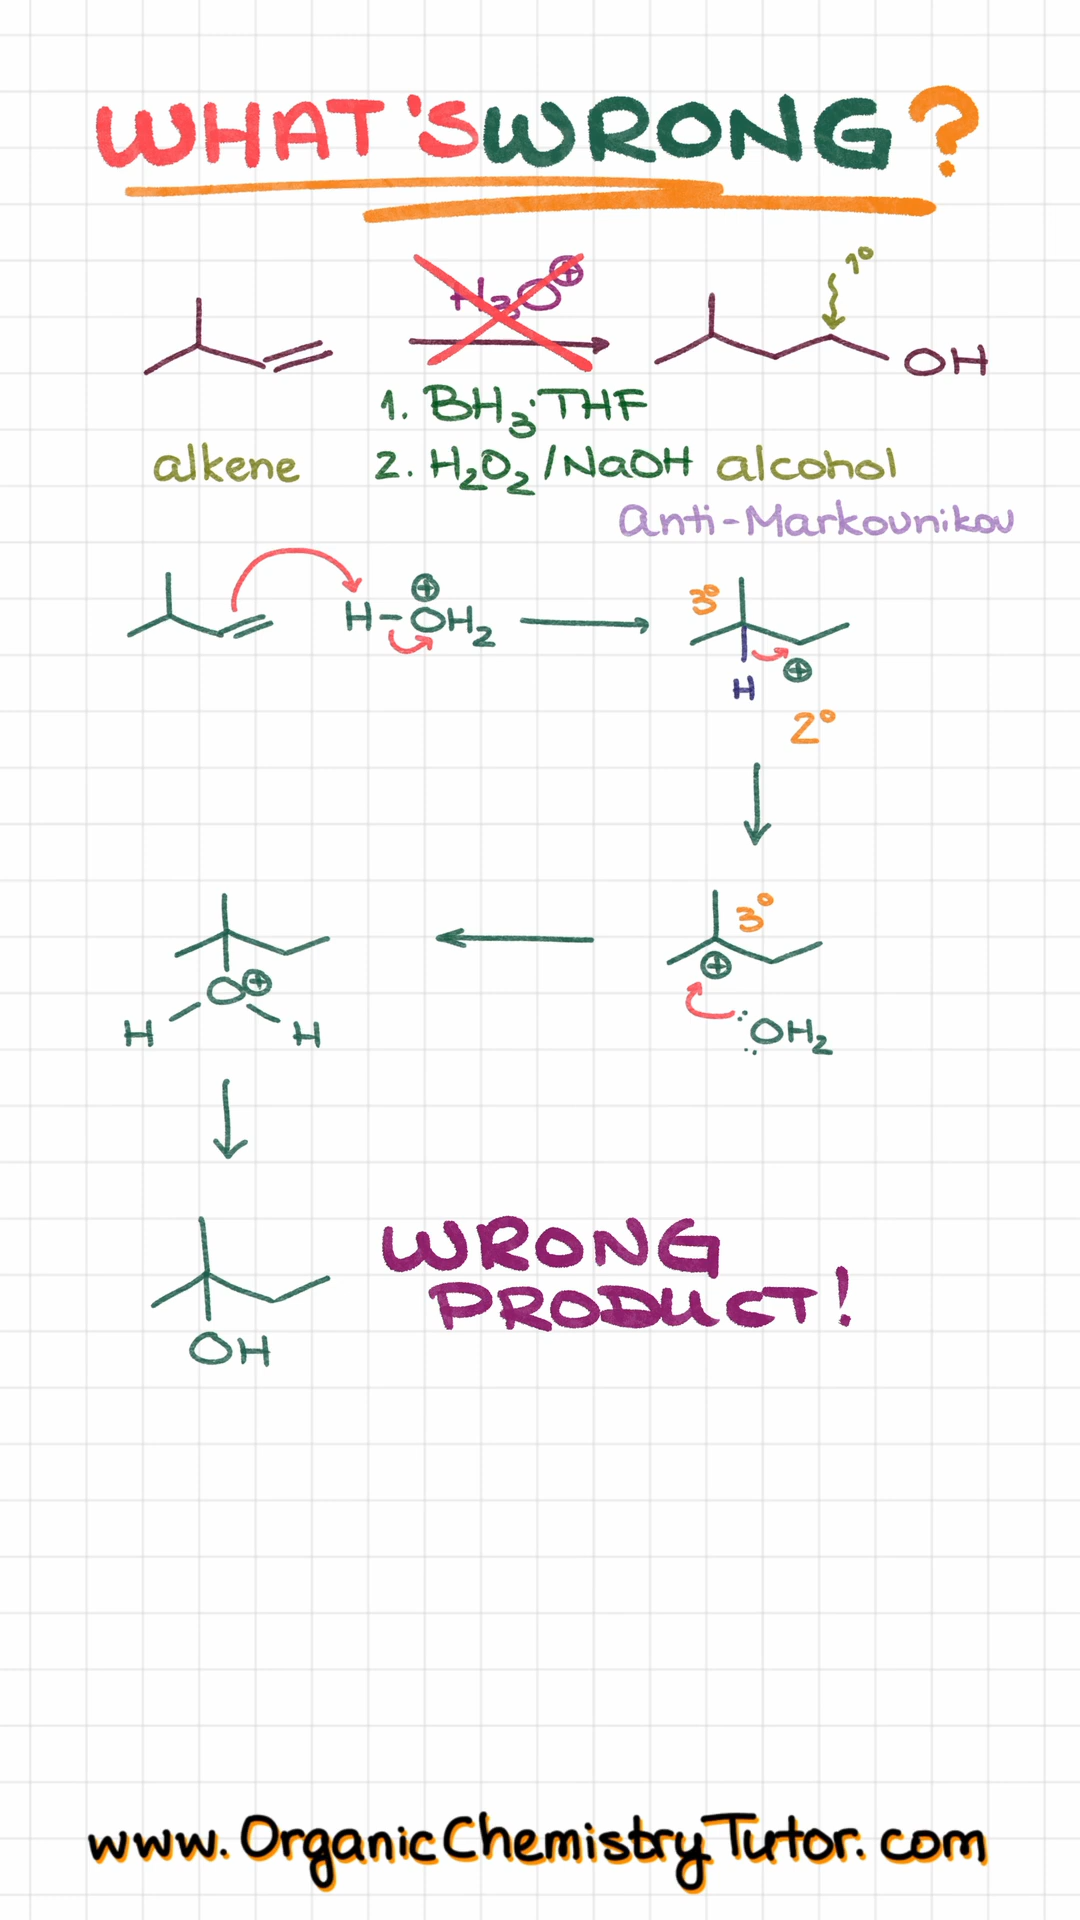 WHAT'S WRONG?
1°
H₃O⊕
OH
1. BH₃·THF
alkene 2. H₂O₂/NaOH alcohol
Anti-Markovnikov
3° ⊕
H-OH₂
⊕
H
2°
3°
⊕
O⊕
H H :OH₂
WRONG
PRODUCT!
OH
www.OrganicChemistryTutor.com